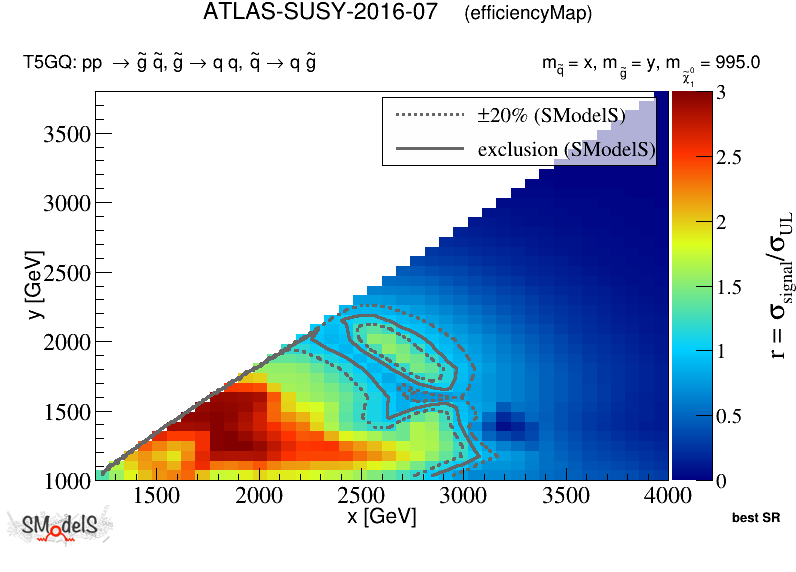 ATLAS-SUSY-2016-07 (efficiencyMap)
T5GQ: pp → g̃ q̃, g̃ → q q, q̃ → q g̃
m_q̃ = x, m_g̃ = y, m_χ̃₁⁰ = 995.0
±20% (SModelS)
exclusion (SModelS)
3500
3000
2500
2000
1500
1000
y [GeV]
1500 2000 2500 3000 3500 4000
x [GeV]
3
2.5
2
1.5
1
0.5
0
r = σ_signal/σ_UL
SModelS
best SR